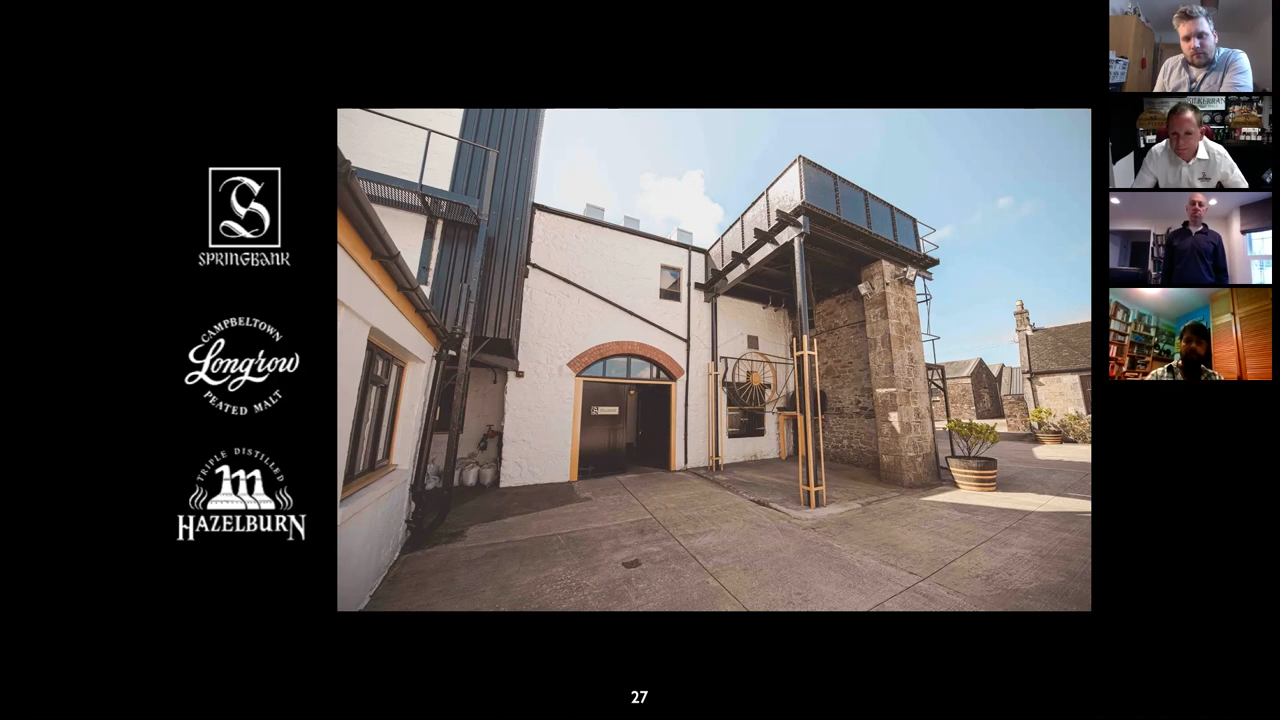 SPRINGBANK
CAMPBELTOWN
Longrow
PEATED MALT
TRIPLE DISTILLED
HAZELBURN
27